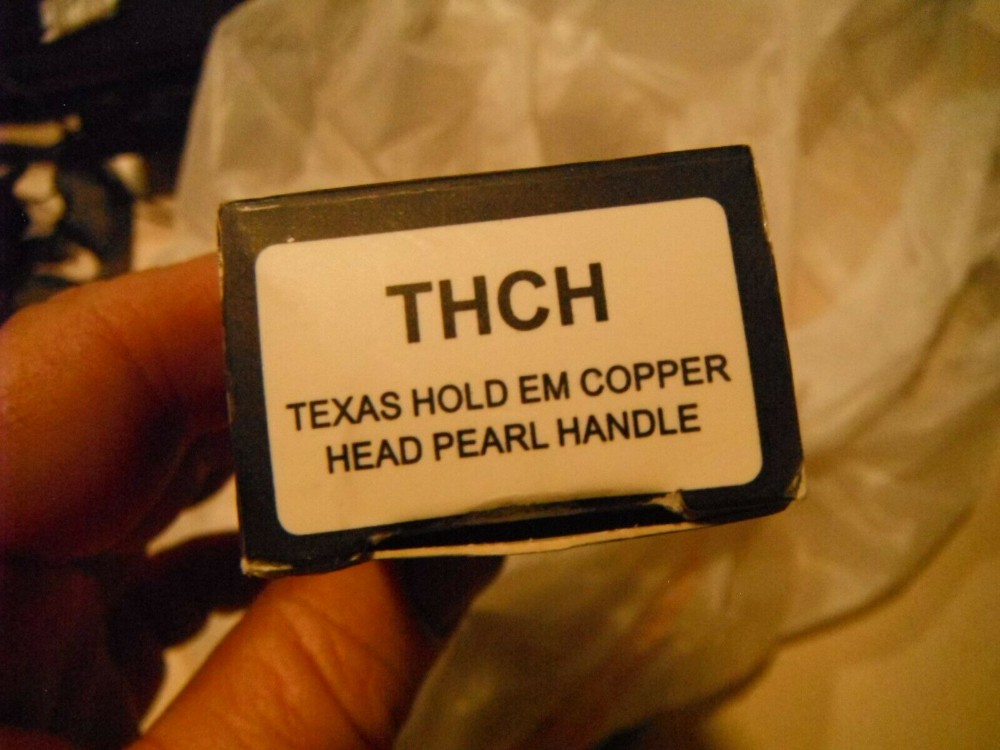 THCH
TEXAS HOLD EM COPPER
HEAD PEARL HANDLE